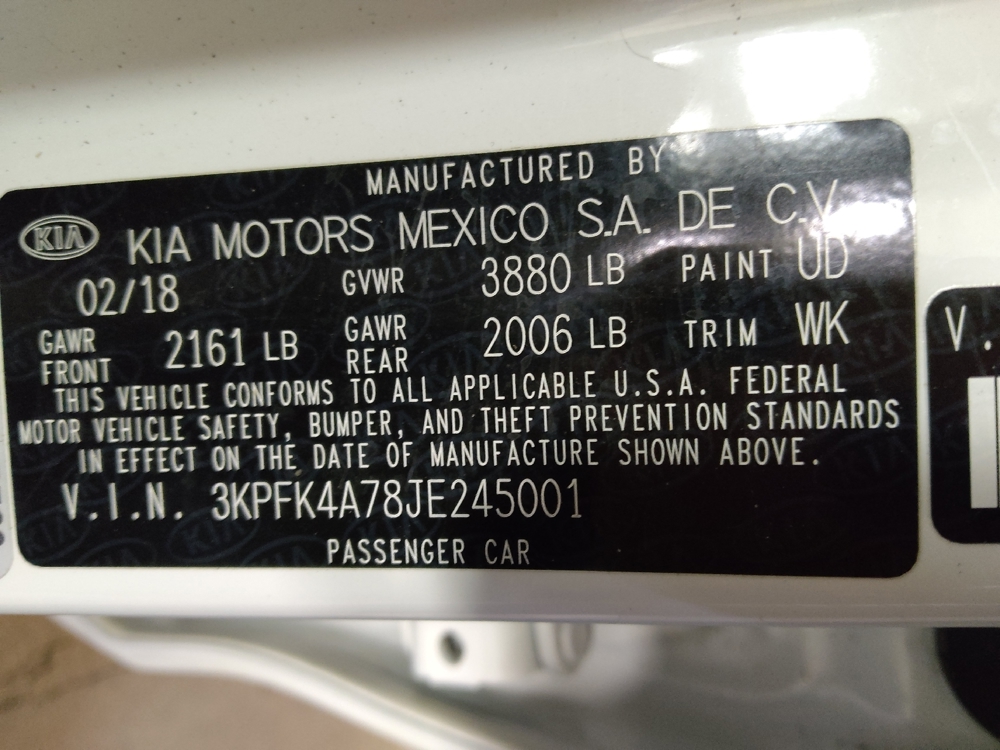 MANUFACTURED BY
KIA KIA MOTORS MEXICO S.A. DE C.V.
02/18 GVWR 3880 LB PAINT UD
GAWR FRONT 2161 LB GAWR REAR 2006 LB TRIM WK
THIS VEHICLE CONFORMS TO ALL APPLICABLE U.S.A. FEDERAL
MOTOR VEHICLE SAFETY, BUMPER, AND THEFT PREVENTION STANDARDS
IN EFFECT ON THE DATE OF MANUFACTURE SHOWN ABOVE.
V.I.N. 3KPFK4A78JE245001
PASSENGER CAR
V.